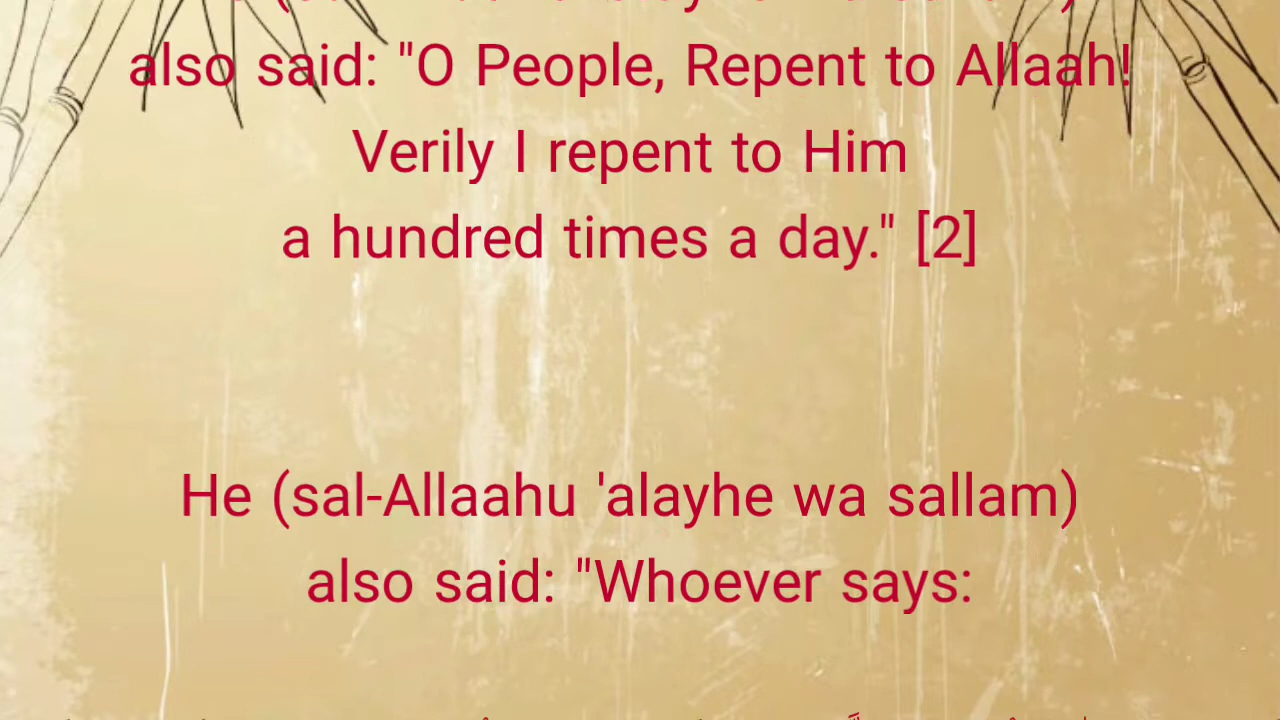 also said: "O People, Repent to Allaah!
Verily I repent to Him
a hundred times a day." [2]
He (sal-Allaahu 'alayhe wa sallam)
also said: "Whoever says: